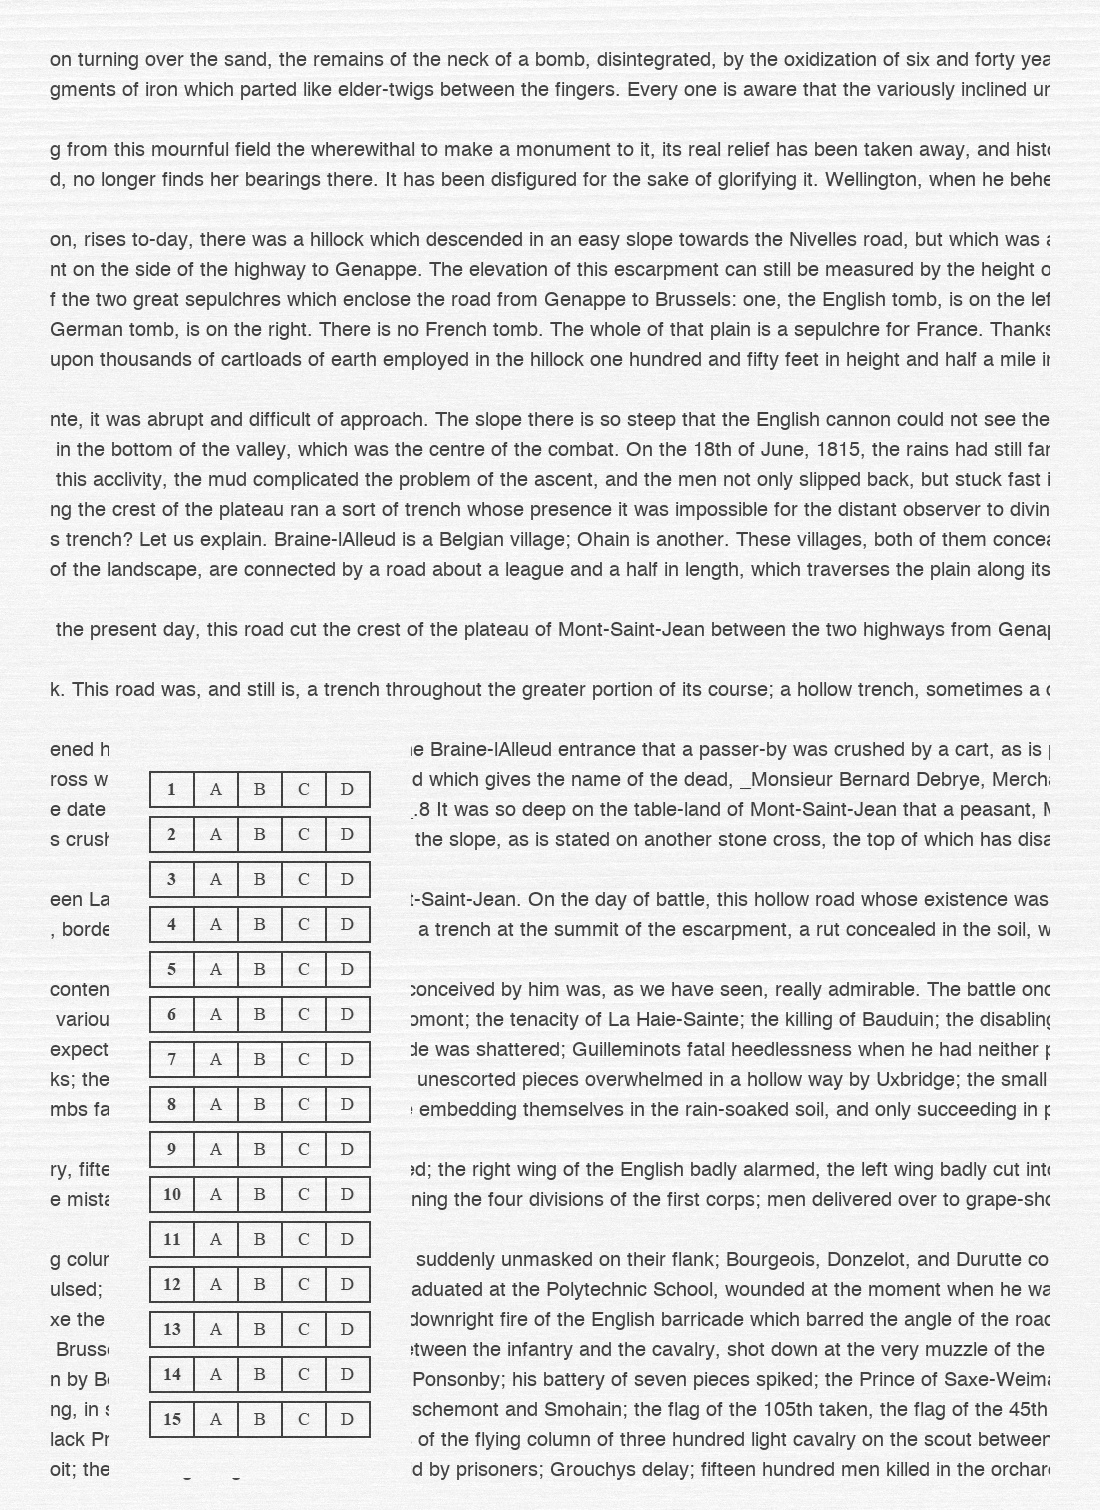 on turning over the sand, the remains of the neck of a bomb, disintegrated, by the oxidization of six and forty
gments of iron which parted like elder-twigs between the fingers. Every one is aware that the variously inclined
g from this mournful field the wherewithal to make a monument to it, its real relief has been taken away, and
d, no longer finds her bearings there. It has been disfigured for the sake of glorifying it. Wellington, when he
on, rises to-day, there was a hillock which descended in an easy slope towards the Nivelles road, but which was
nt on the side of the highway to Genappe. The elevation of this escarpment can still be measured by the height
f the two great sepulchres which enclose the road from Genappe to Brussels: one, the English tomb, is on the
German tomb, is on the right. There is no French tomb. The whole of that plain is a sepulchre for France. Thanks
upon thousands of cartloads of earth employed in the hillock one hundred and fifty feet in height and half a mile
nte, it was abrupt and difficult of approach. The slope there is so steep that the English cannon could not see the
in the bottom of the valley, which was the centre of the combat. On the 18th of June, 1815, the rains had still
this acclivity, the mud complicated the problem of the ascent, and the men not only slipped back, but stuck fast
ng the crest of the plateau ran a sort of trench whose presence it was impossible for the distant observer to divin
s trench? Let us explain. Braine-lAlleud is a Belgian village; Ohain is another. These villages, both of them
of the landscape, are connected by a road about a league and a half in length, which traverses the plain along its
the present day, this road cut the crest of the plateau of Mont-Saint-Jean between the two highways from
k. This road was, and still is, a trench throughout the greater portion of its course; a hollow trench, sometimes a
ened Braine-lAlleud entrance that a passer-by was crushed by a cart, as is
ross d which gives the name of the dead, _Monsieur Bernard Debrye,
e date .8 It was so deep on the table-land of Mont-Saint-Jean that a peasant,
s the slope, as is stated on another stone cross, the top of which has
een -Saint-Jean. On the day of battle, this hollow road whose existence was
, a trench at the summit of the escarpment, a rut concealed in the soil,
conten conceived by him was, as we have seen, really admirable. The battle
variou omont; the tenacity of La Haie-Sainte; the killing of Bauduin; the disabling
expect was shattered; Guilleminots fatal heedlessness when he had neither
ks; the unescorted pieces overwhelmed in a hollow way by Uxbridge; the small
mbs embedding themselves in the rain-soaked soil, and only succeeding in
ry, ed; the right wing of the English badly alarmed, the left wing badly cut
e ning the four divisions of the first corps; men delivered over to
g suddenly unmasked on their flank; Bourgeois, Donzelot, and Durutte co
ulsed; aduated at the Polytechnic School, wounded at the moment when he
xe the downright fire of the English barricade which barred the angle of the
between the infantry and the cavalry, shot down at the very muzzle of the
n by Ponsonby; his battery of seven pieces spiked; the Prince of
ng, in schemont and Smohain; the flag of the 105th taken, the flag of the 45th
lack of the flying column of three hundred light cavalry on the scout between
oit; the d by prisoners; Grouchys delay; fifteen hundred men killed in the
1 A B C D
2 A B C D
3 A B C D
4 A B C D
5 A B C D
6 A B C D
7 A B C D
8 A B C D
9 A B C D
10 A B C D
11 A B C D
12 A B C D
13 A B C D
14 A B C D
15 A B C D